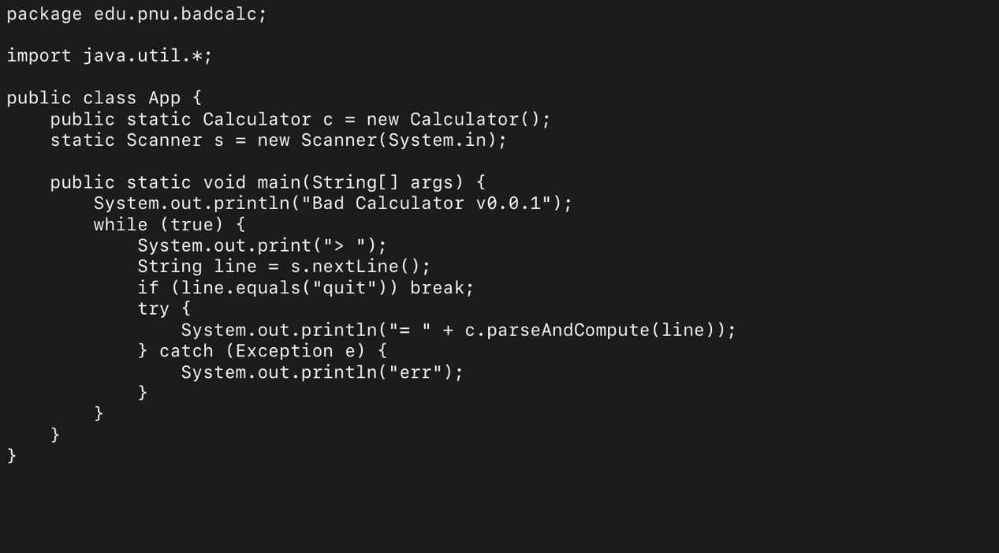 package edu.pnu.badcalc;

import java.util.*;

public class App {
    public static Calculator c = new Calculator();
    static Scanner s = new Scanner(System.in);

    public static void main(String[] args) {
        System.out.println("Bad Calculator v0.0.1");
        while (true) {
            System.out.print("> ");
            String line = s.nextLine();
            if (line.equals("quit")) break;
            try {
                System.out.println("= " + c.parseAndCompute(line));
            } catch (Exception e) {
                System.out.println("err");
            }
        }
    }
}